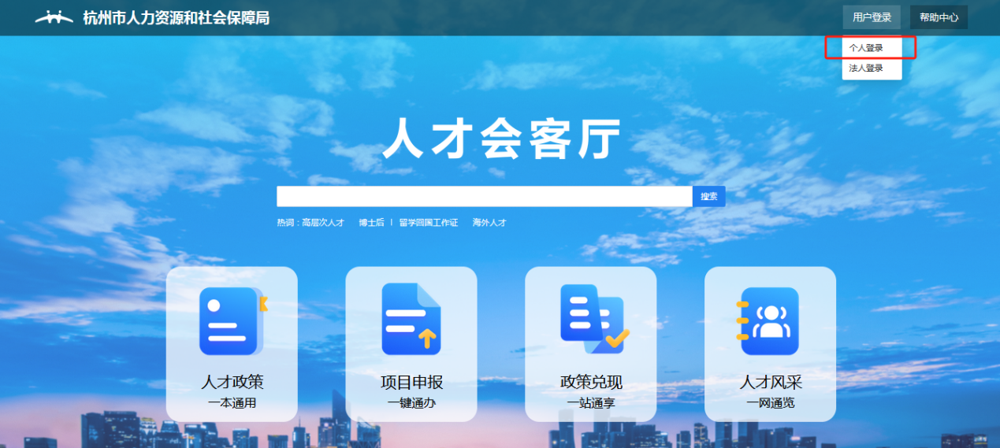 杭州市人力资源和社会保障局
用户登录
帮助中心
个人登录
法人登录
人才会客厅
搜索
热词：高层次人才 博士后 | 留学回国工作证 海外人才
人才政策
一本通用
项目申报
一键通办
政策兑现
一站通享
人才风采
一网通览